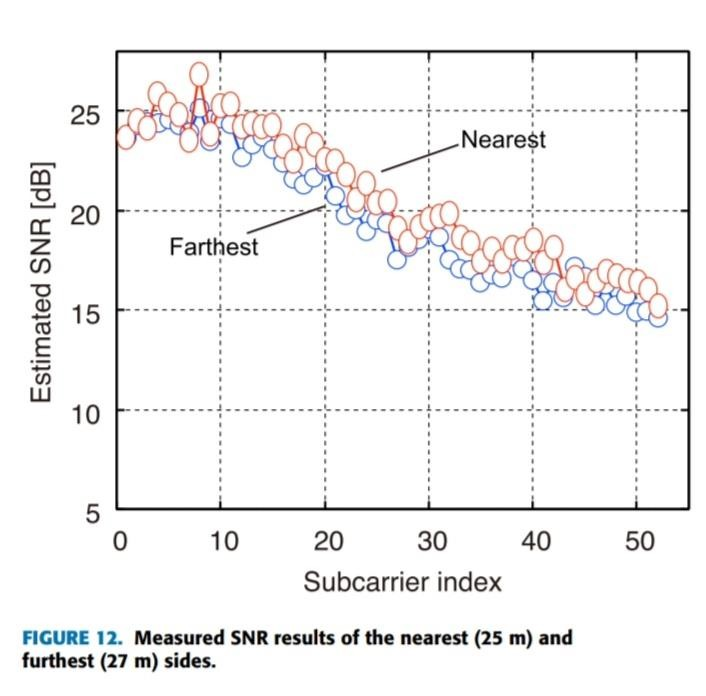 25
20
15
10
5
Estimated SNR [dB]
Nearest
Farthest
0 10 20 30 40 50
Subcarrier index
FIGURE 12. Measured SNR results of the nearest (25 m) and
furthest (27 m) sides.